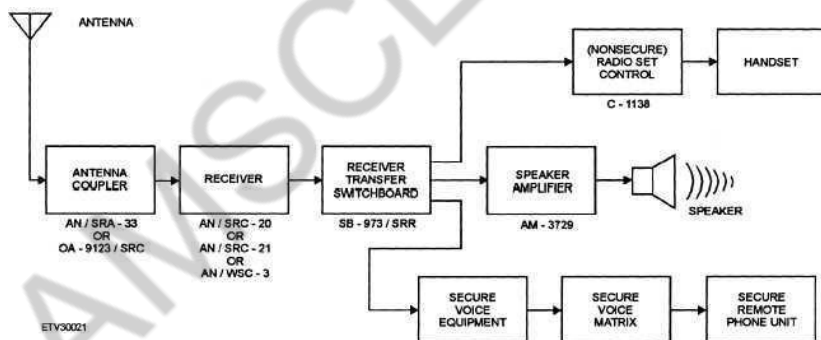 ANTENNA
(NONSECURE)
RADIO SET
CONTROL
HANDSET
C - 1138
ANTENNA
COUPLER
RECEIVER
RECEIVER
TRANSFER
SWITCHBOARD
SPEAKER
AMPLIFIER
SPEAKER
AN / SRA - 33
OR
OA - 9123 / SRC
AN / SRC - 20
OR
AN / SRC - 21
OR
AN / WSC - 3
SB - 973 / SRR
AM - 3729
SECURE
VOICE
EQUIPMENT
SECURE
VOICE
MATRIX
SECURE
REMOTE
PHONE UNIT
ETV30021